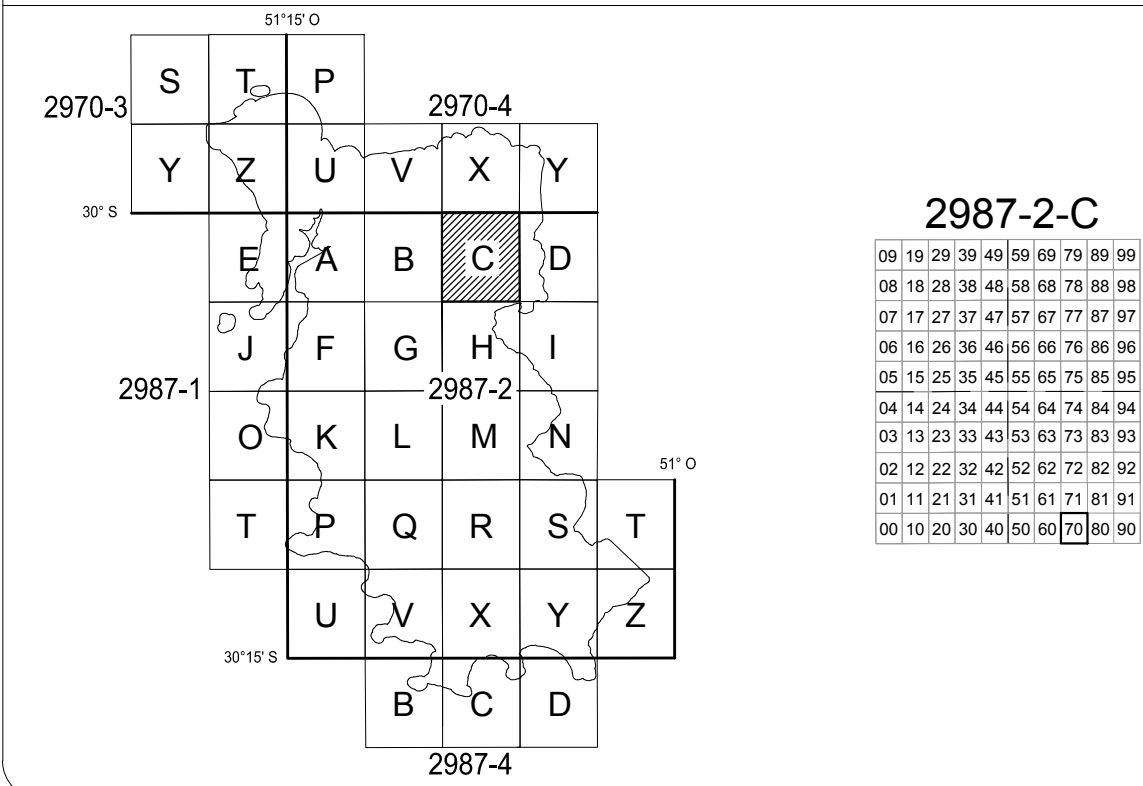 51°15' O
S T P
2970-3 2970-4
Y Z U V X Y
30° S
E A B C D
J F G H I
2987-1 2987-2
O K L M N
51° O
T P Q R S T
U V X Y Z
30°15' S
B C D
2987-4
2987-2-C
09 19 29 39 49 59 69 79 89 99
08 18 28 38 48 58 68 78 88 98
07 17 27 37 47 57 67 77 87 97
06 16 26 36 46 56 66 76 86 96
05 15 25 35 45 55 65 75 85 95
04 14 24 34 44 54 64 74 84 94
03 13 23 33 43 53 63 73 83 93
02 12 22 32 42 52 62 72 82 92
01 11 21 31 41 51 61 71 81 91
00 10 20 30 40 50 60 70 80 90